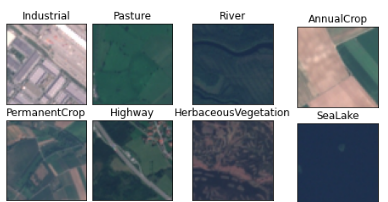 Industrial
Pasture
River
AnnualCrop
PermanentCrop
Highway
HerbaceousVegetation
SeaLake